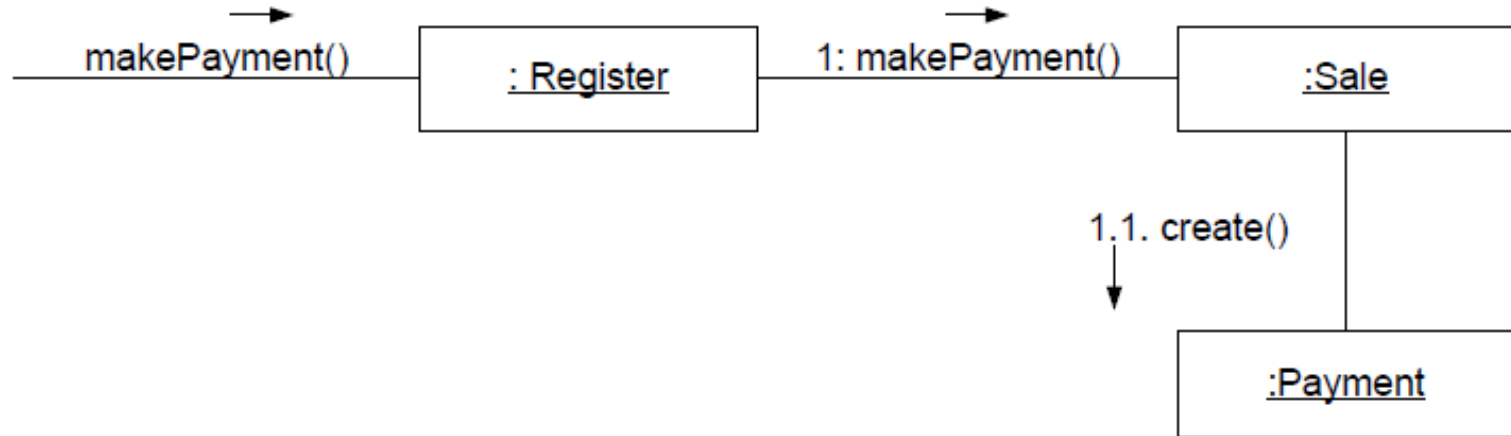 makePayment()
: Register
1: makePayment()
:Sale
1.1. create()
:Payment